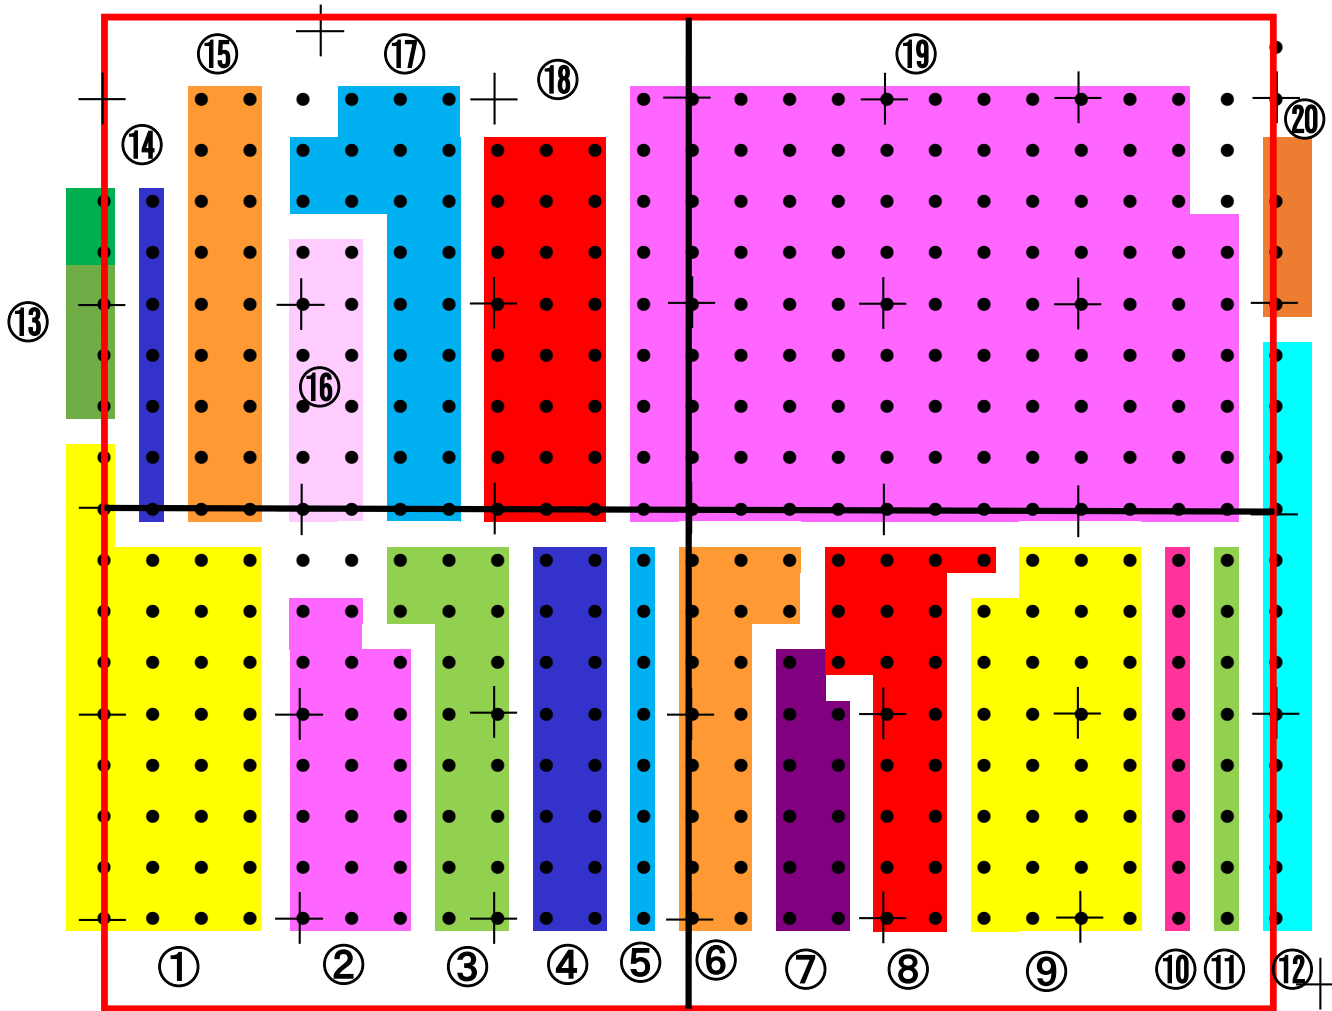 ⑮ ⑰ ⑱ ⑲
⑭ ⑳
⑬ ⑯
① ② ③ ④ ⑤ ⑥ ⑦ ⑧ ⑨ ⑩ ⑪ ⑫